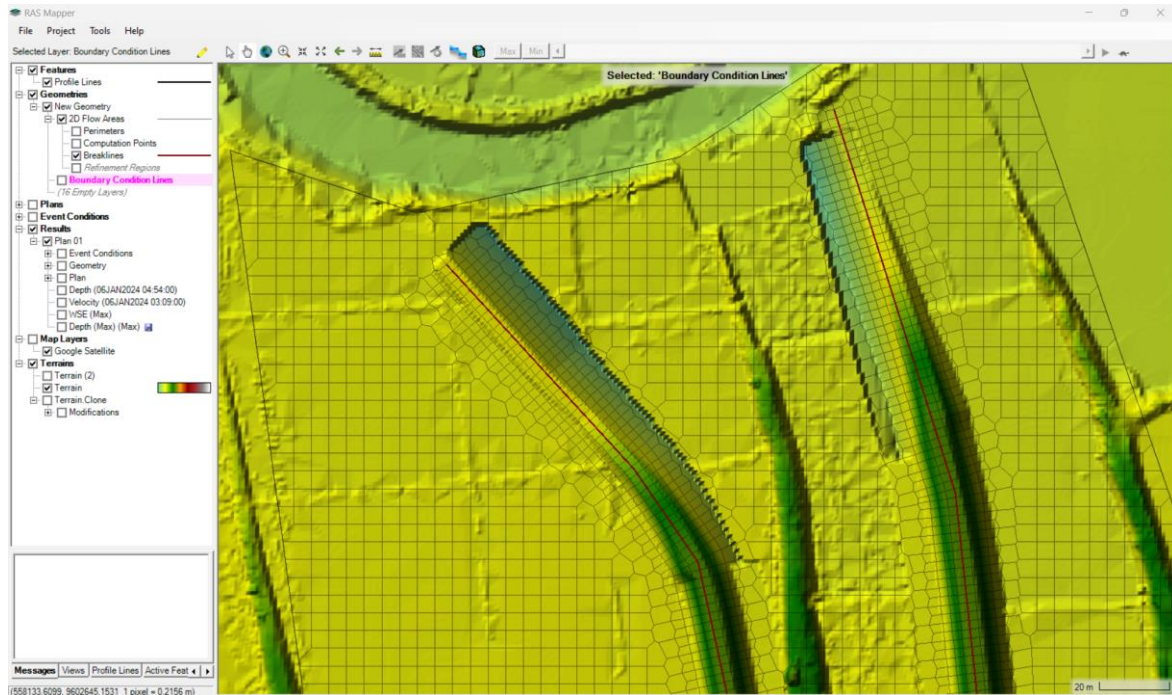 RAS Mapper
File Project Tools Help
Selected Layer: Boundary Condition Lines
Max Min
Selected: 'Boundary Condition Lines'
Features
Profile Lines
Geometries
New Geometry
2D Flow Areas
Perimeters
Computation Points
Breaklines
Refinement Regions
Boundary Condition Lines
(16 Empty Layers)
Plans
Event Conditions
Results
Plan 01
Event Conditions
Geometry
Plan
Depth (06JAN2024 04:54:00)
Velocity (06JAN2024 03:09:00)
WSE (Max)
Depth (Max) (Max)
Map Layers
Google Satellite
Terrains
Terrain (2)
Terrain
Terrain.Clone
Modifications
Messages Views Profile Lines Active Feat
(558133.6099, 9602645.1531 1 pixel = 0.2156 m)
20 m